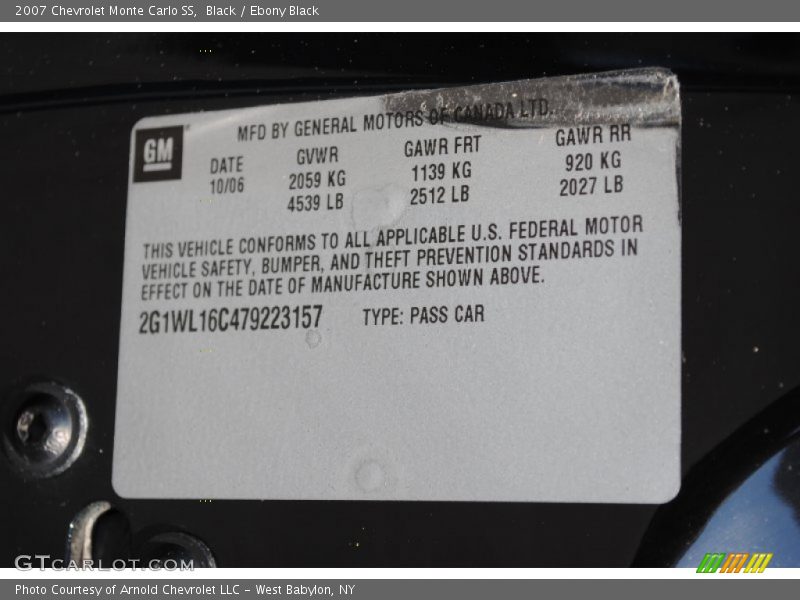 2007 Chevrolet Monte Carlo SS, Black / Ebony Black
MFD BY GENERAL MOTORS OF CANADA LTD.
GM
DATE GVWR GAWR FRT GAWR RR
10/06 2059 KG 1139 KG 920 KG
4539 LB 2512 LB 2027 LB
THIS VEHICLE CONFORMS TO ALL APPLICABLE U.S. FEDERAL MOTOR
VEHICLE SAFETY, BUMPER, AND THEFT PREVENTION STANDARDS IN
EFFECT ON THE DATE OF MANUFACTURE SHOWN ABOVE.
2G1WL16C479223157 TYPE: PASS CAR
GTCARLOT.COM
Photo Courtesy of Arnold Chevrolet LLC - West Babylon, NY